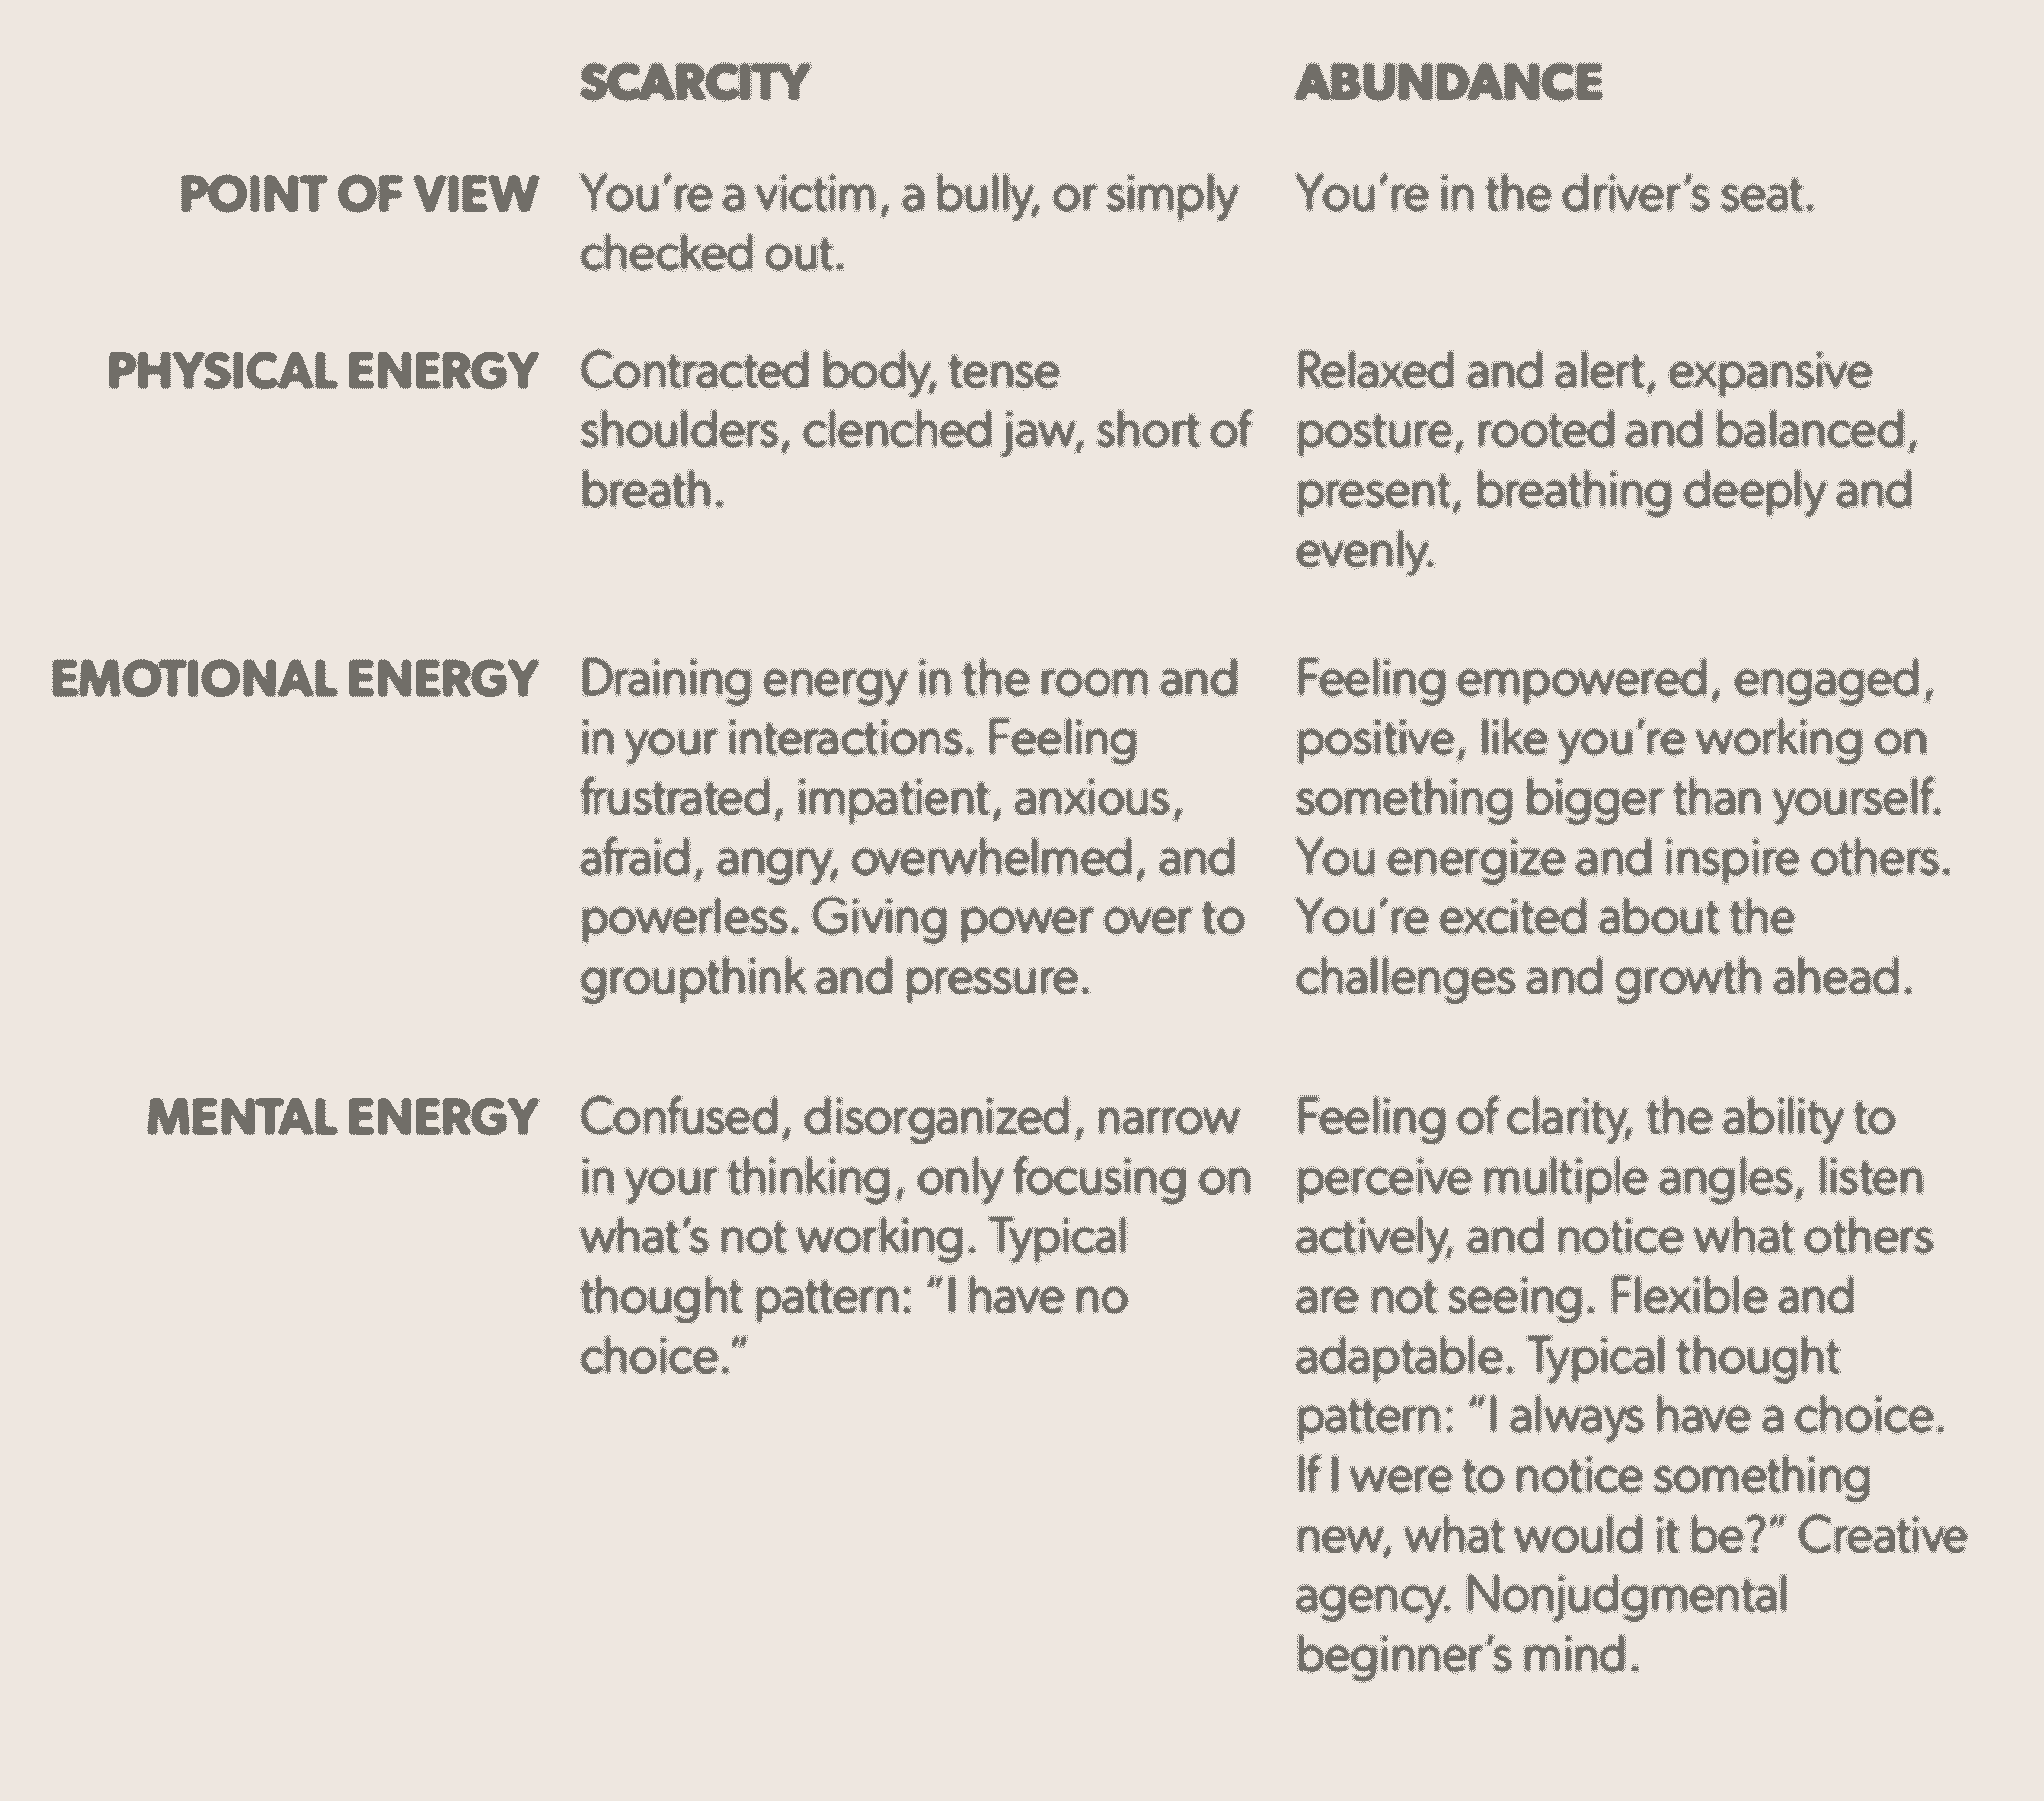 SCARCITY ABUNDANCE
POINT OF VIEW
You’re a victim, a bully, or simply
checked out.
You’re in the driver’s seat.
PHYSICAL ENERGY
Contracted body, tense
shoulders, clenched jaw, short of
breath.
Relaxed and alert, expansive
posture, rooted and balanced,
present, breathing deeply and
evenly.
EMOTIONAL ENERGY
Draining energy in the room and
in your interactions. Feeling
frustrated, impatient, anxious,
afraid, angry, overwhelmed, and
powerless. Giving power over to
groupthink and pressure.
Feeling empowered, engaged,
positive, like you’re working on
something bigger than yourself.
You energize and inspire others.
You’re excited about the
challenges and growth ahead.
MENTAL ENERGY
Confused, disorganized, narrow
in your thinking, only focusing on
what’s not working. Typical
thought pattern: “I have no
choice.”
Feeling of clarity, the ability to
perceive multiple angles, listen
actively, and notice what others
are not seeing. Flexible and
adaptable. Typical thought
pattern: “I always have a choice.
If I were to notice something
new, what would it be?” Creative
agency. Nonjudgmental
beginner’s mind.